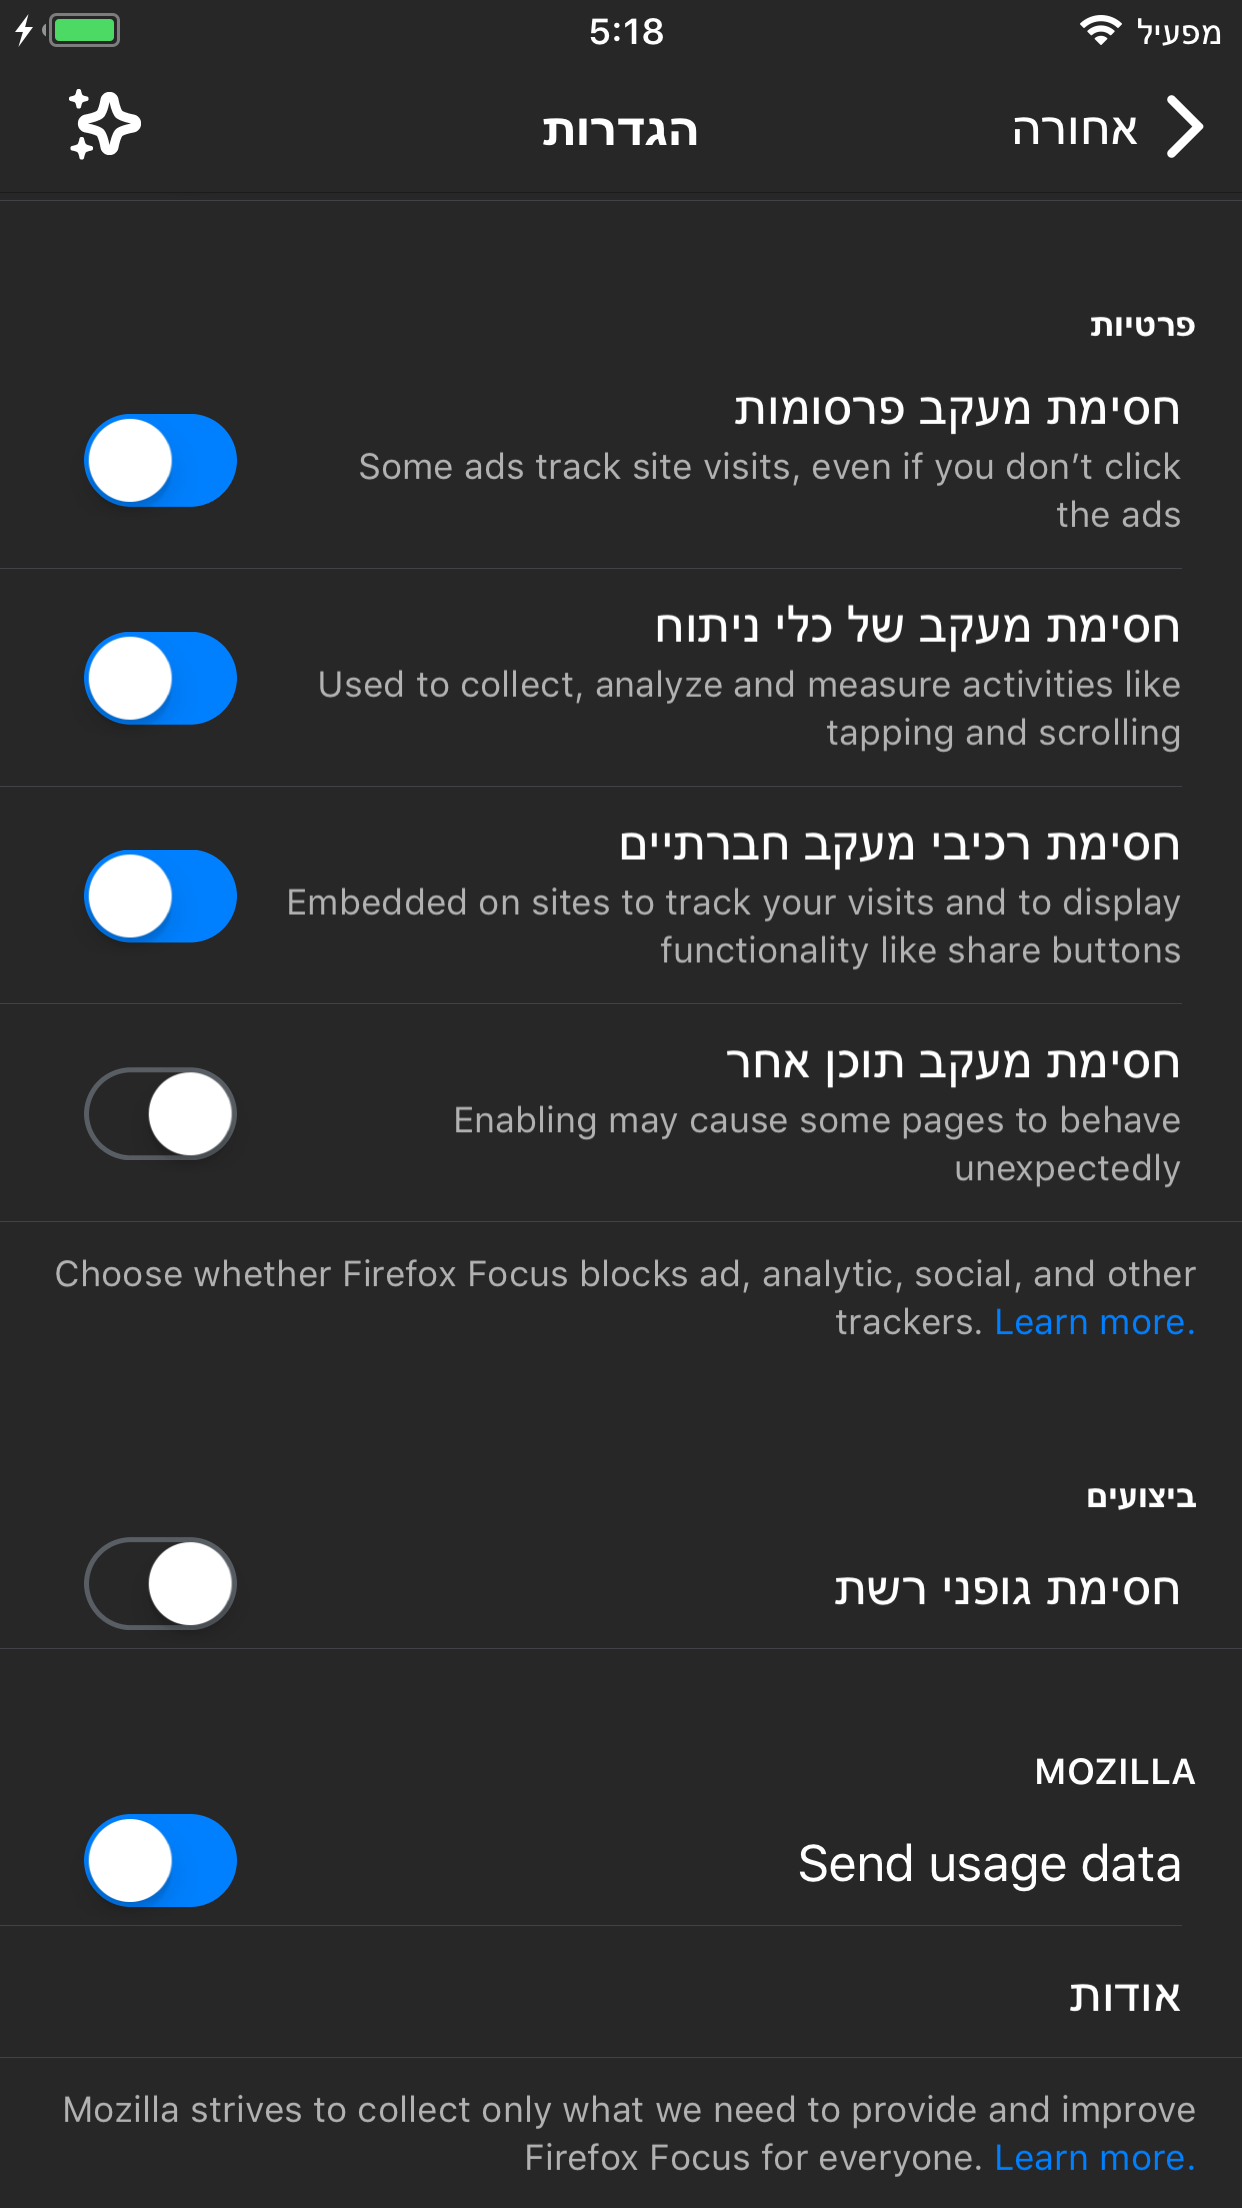 5:18
מפעיל
אחורה
הגדרות
פרטיות
חסימת מעקב פרסומות
Some ads track site visits, even if you don’t click
the ads
חסימת מעקב של כלי ניתוח
Used to collect, analyze and measure activities like
tapping and scrolling
חסימת רכיבי מעקב חברתיים
Embedded on sites to track your visits and to display
functionality like share buttons
חסימת מעקב תוכן אחר
Enabling may cause some pages to behave
unexpectedly
Choose whether Firefox Focus blocks ad, analytic, social, and other
trackers. Learn more.
ביצועים
חסימת גופני רשת
MOZILLA
Send usage data
אודות
Mozilla strives to collect only what we need to provide and improve
Firefox Focus for everyone. Learn more.